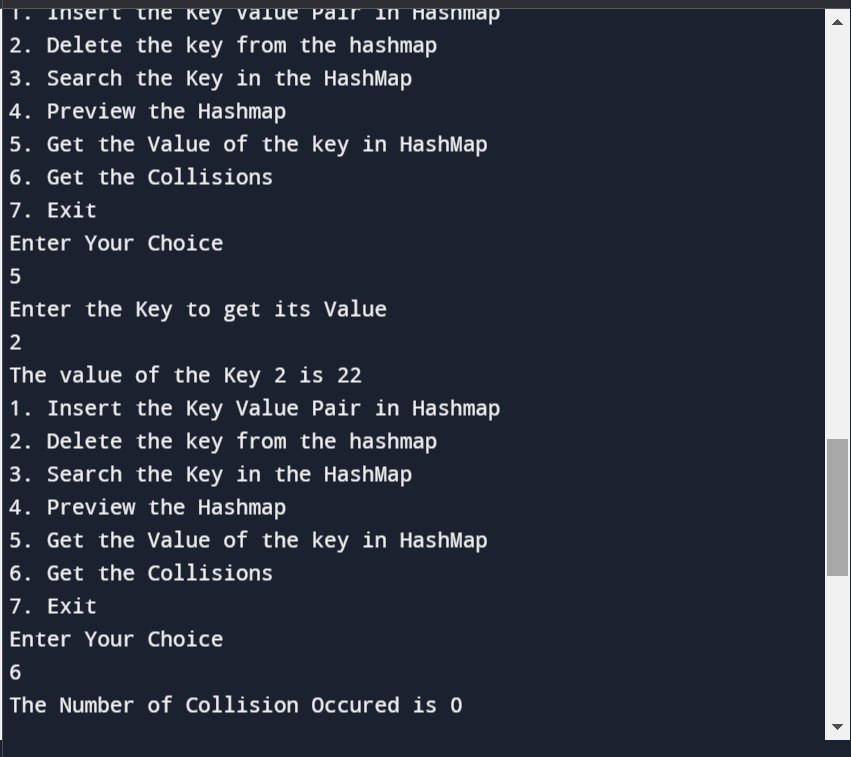 1. Insert the Key Value Pair in Hashmap
2. Delete the key from the hashmap
3. Search the Key in the HashMap
4. Preview the Hashmap
5. Get the Value of the key in HashMap
6. Get the Collisions
7. Exit
Enter Your Choice
5
Enter the Key to get its Value
2
The value of the Key 2 is 22
1. Insert the Key Value Pair in Hashmap
2. Delete the key from the hashmap
3. Search the Key in the HashMap
4. Preview the Hashmap
5. Get the Value of the key in HashMap
6. Get the Collisions
7. Exit
Enter Your Choice
6
The Number of Collision Occured is 0